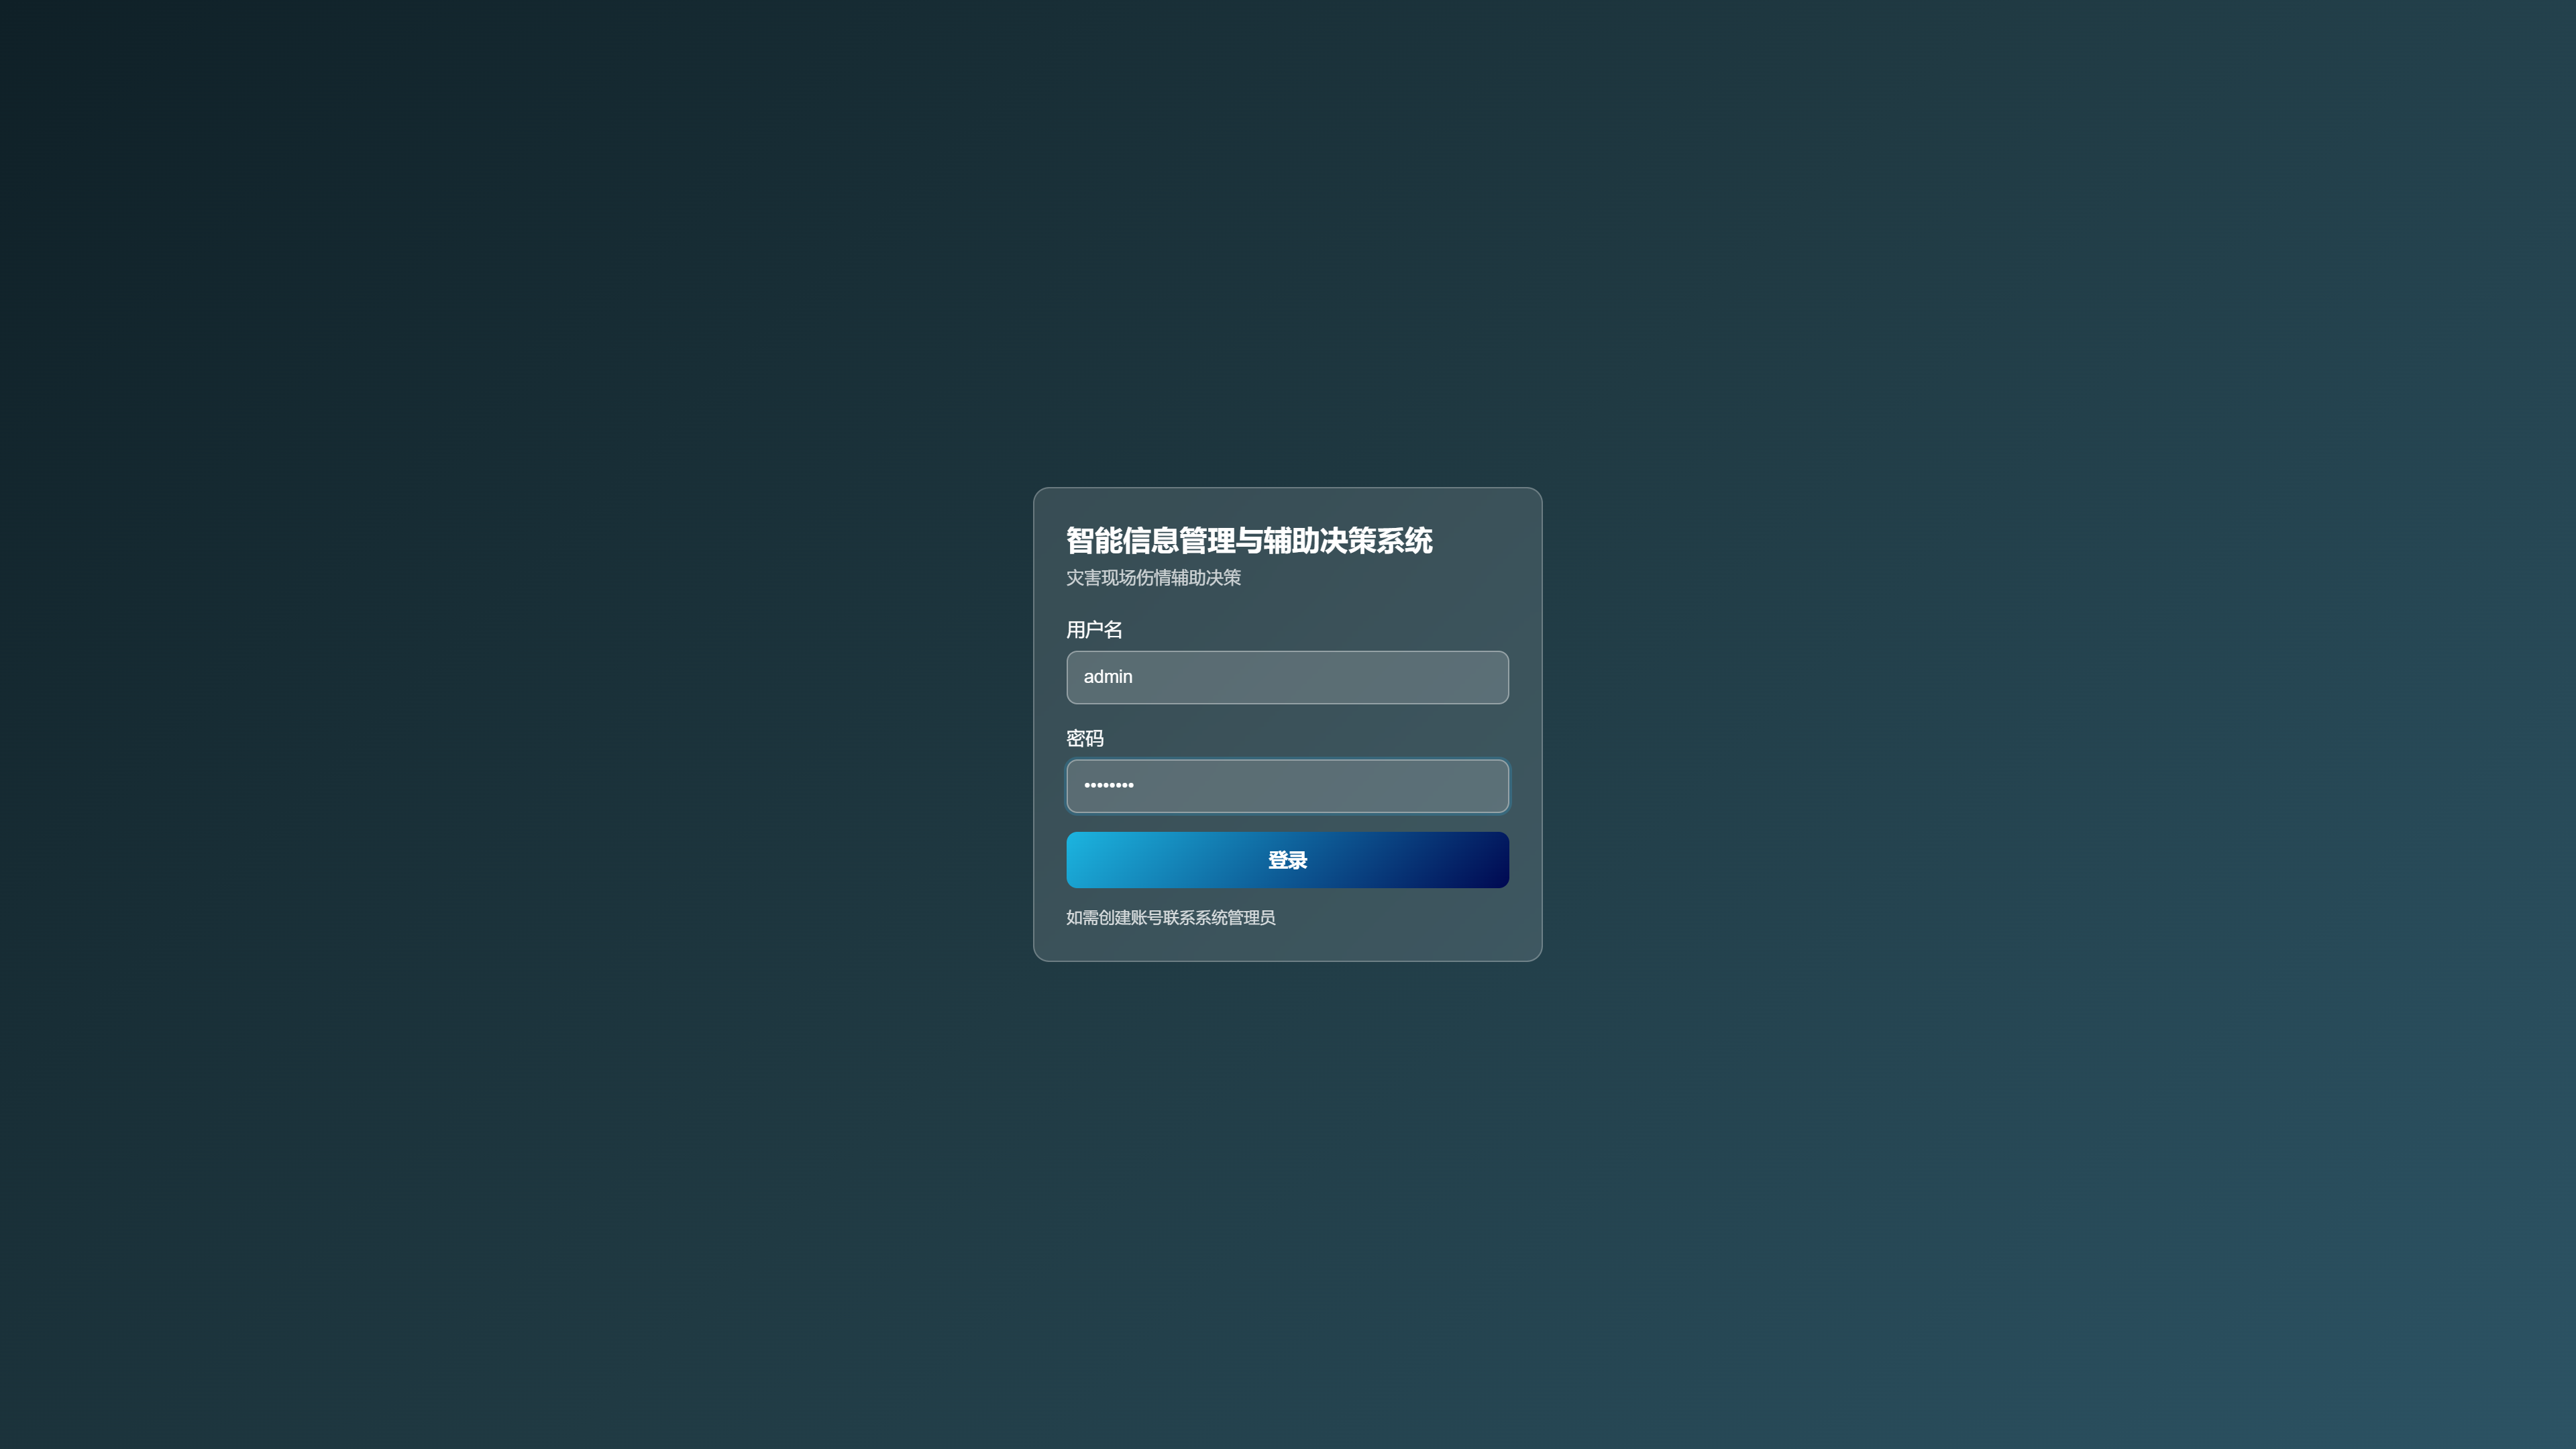 智能信息管理与辅助决策系统
灾害现场伤情辅助决策
用户名
admin
密码
••••••••
登录
如需创建账号联系系统管理员